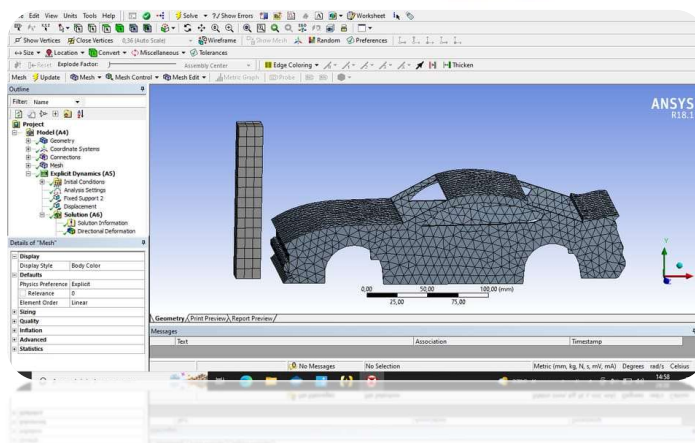 Edit View Units Tools Help
Solve
?/ Show Errors
Worksheet
Show Vertices
Close Vertices
0,36 (Auto Scale)
Wireframe
Show Mesh
Random
Preferences
Size
Location
Convert
Miscellaneous
Tolerances
Reset
Explode Factor:
Assembly Center
Edge Coloring
Thicken
Mesh
Update
Mesh
Mesh Control
Mesh Edit
Metric Graph
Probe
Outline
Filter: Name
Project
Model (A4)
Geometry
Coordinate Systems
Connections
Mesh
Explicit Dynamics (A5)
Initial Conditions
Analysis Settings
Fixed Support 2
Displacement
Solution (A6)
Solution Information
Directional Deformation
Details of "Mesh"
Display
Display Style Body Color
Defaults
Physics Preference Explicit
Relevance 0
Element Order Linear
Sizing
Quality
Inflation
Advanced
Statistics
ANSYS
R18.1
Y
0,00 50,00 100,00 (mm)
25,00 75,00
Geometry / Print Preview / Report Preview /
Messages
Text Association Timestamp
No Messages No Selection Metric (mm, kg, N, s, mV, mA) Degrees rad/s Celsius
14:58